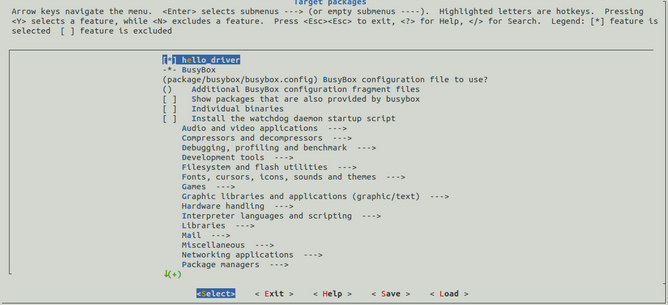 Target packages
Arrow keys navigate the menu.  <Enter> selects submenus ---> (or empty submenus ----).  Highlighted letters are hotkeys.  Pressing
<Y> selects a feature, while <N> excludes a feature.  Press <Esc><Esc> to exit, <?> for Help, </> for Search.  Legend: [*] feature is
selected  [ ] feature is excluded
[*] hello_driver
-*- BusyBox
(package/busybox/busybox.config) BusyBox configuration file to use?
()    Additional BusyBox configuration fragment files
[ ]   Show packages that are also provided by busybox
[ ]   Individual binaries
[ ]   Install the watchdog daemon startup script
Audio and video applications  --->
Compressors and decompressors  --->
Debugging, profiling and benchmark  --->
Development tools  --->
Filesystem and flash utilities  --->
Fonts, cursors, icons, sounds and themes  --->
Games  --->
Graphic libraries and applications (graphic/text)  --->
Hardware handling  --->
Interpreter languages and scripting  --->
Libraries  --->
Mail  --->
Miscellaneous  --->
Networking applications  --->
Package managers  --->
↓(+)
<Select>    < Exit >    < Help >    < Save >    < Load >